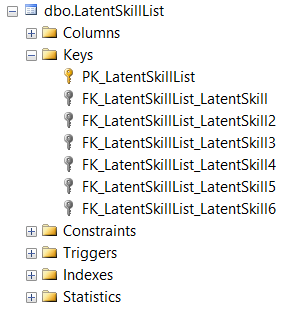 dbo.LatentSkillList
Columns
Keys
PK_LatentSkillList
FK_LatentSkillList_LatentSkill
FK_LatentSkillList_LatentSkill2
FK_LatentSkillList_LatentSkill3
FK_LatentSkillList_LatentSkill4
FK_LatentSkillList_LatentSkill5
FK_LatentSkillList_LatentSkill6
Constraints
Triggers
Indexes
Statistics